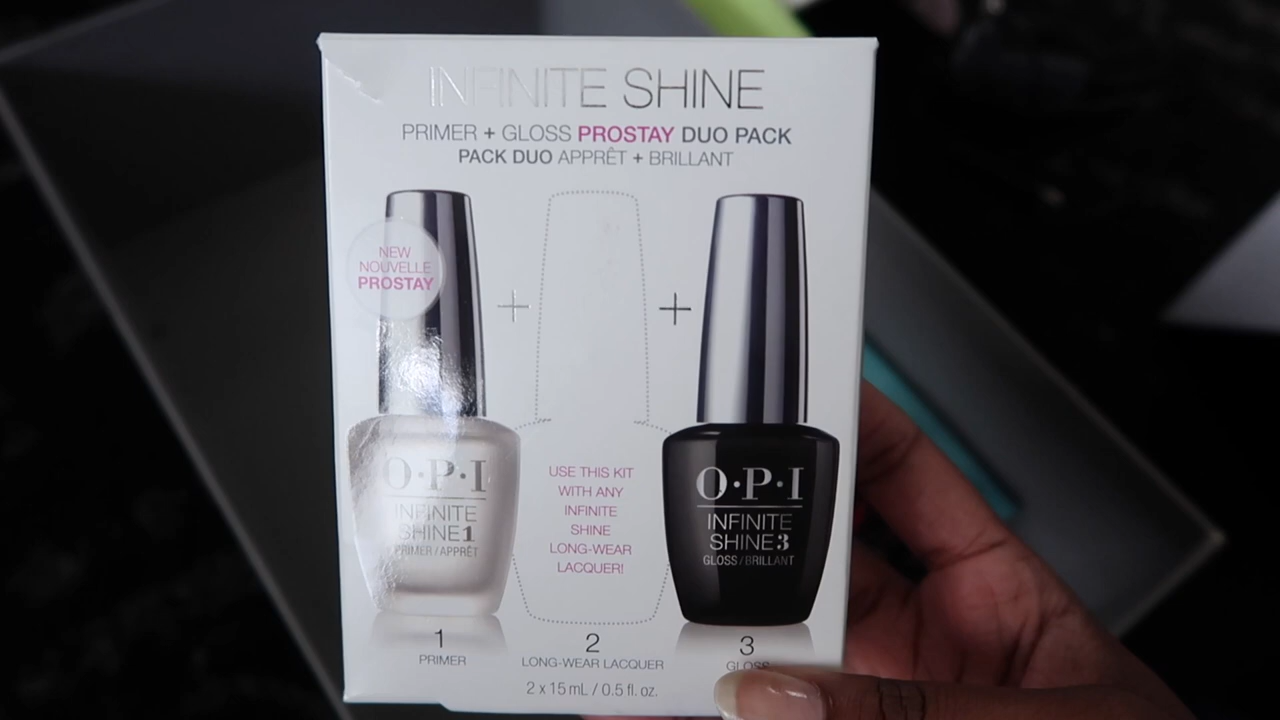 INFINITE SHINE
PRIMER + GLOSS PROSTAY DUO PACK
PACK DUO APPRÊT + BRILLANT
NEW
NOUVELLE
PROSTAY
+
+
O·P·I
INFINITE
SHINE1
PRIMER/APPRÊT
USE THIS KIT
WITH ANY
INFINITE
SHINE
LONG-WEAR
LACQUER!
O·P·I
INFINITE
SHINE3
GLOSS/BRILLANT
1
PRIMER
2
LONG-WEAR LACQUER
3
GLOSS
2 x 15 mL / 0.5 fl. oz.